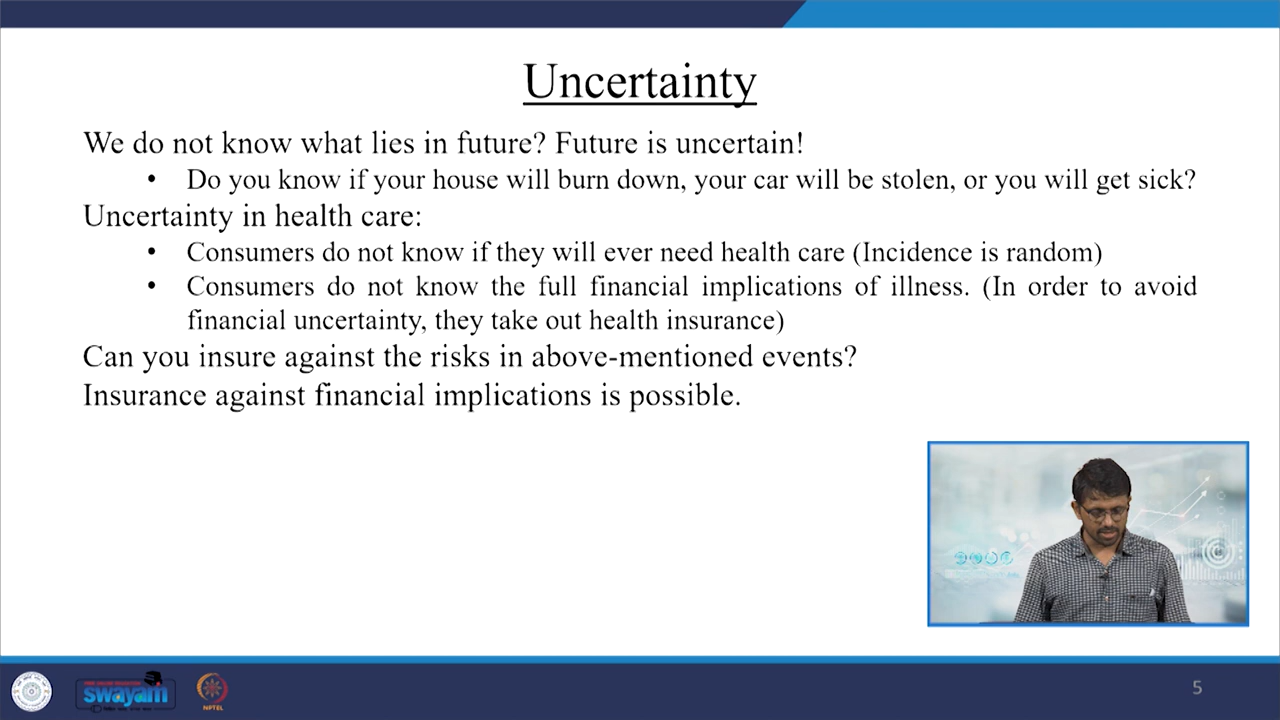 Uncertainty
We do not know what lies in future? Future is uncertain!
• Do you know if your house will burn down, your car will be stolen, or you will get sick?
Uncertainty in health care:
• Consumers do not know if they will ever need health care (Incidence is random)
• Consumers do not know the full financial implications of illness. (In order to avoid
financial uncertainty, they take out health insurance)
Can you insure against the risks in above-mentioned events?
Insurance against financial implications is possible.
swayam
NPTEL
5